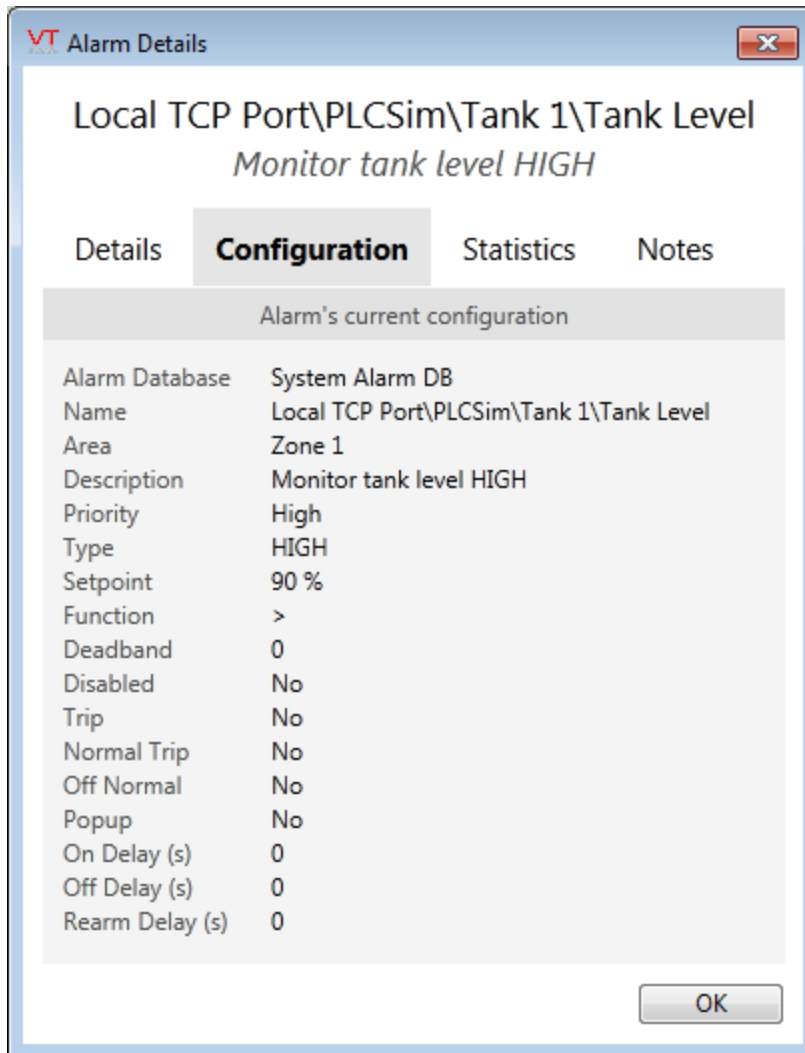 VT Alarm Details
Local TCP Port\PLCSim\Tank 1\Tank Level
Monitor tank level HIGH
Details Configuration Statistics Notes
Alarm's current configuration
Alarm Database System Alarm DB
Name Local TCP Port\PLCSim\Tank 1\Tank Level
Area Zone 1
Description Monitor tank level HIGH
Priority High
Type HIGH
Setpoint 90 %
Function >
Deadband 0
Disabled No
Trip No
Normal Trip No
Off Normal No
Popup No
On Delay (s) 0
Off Delay (s) 0
Rearm Delay (s) 0
OK